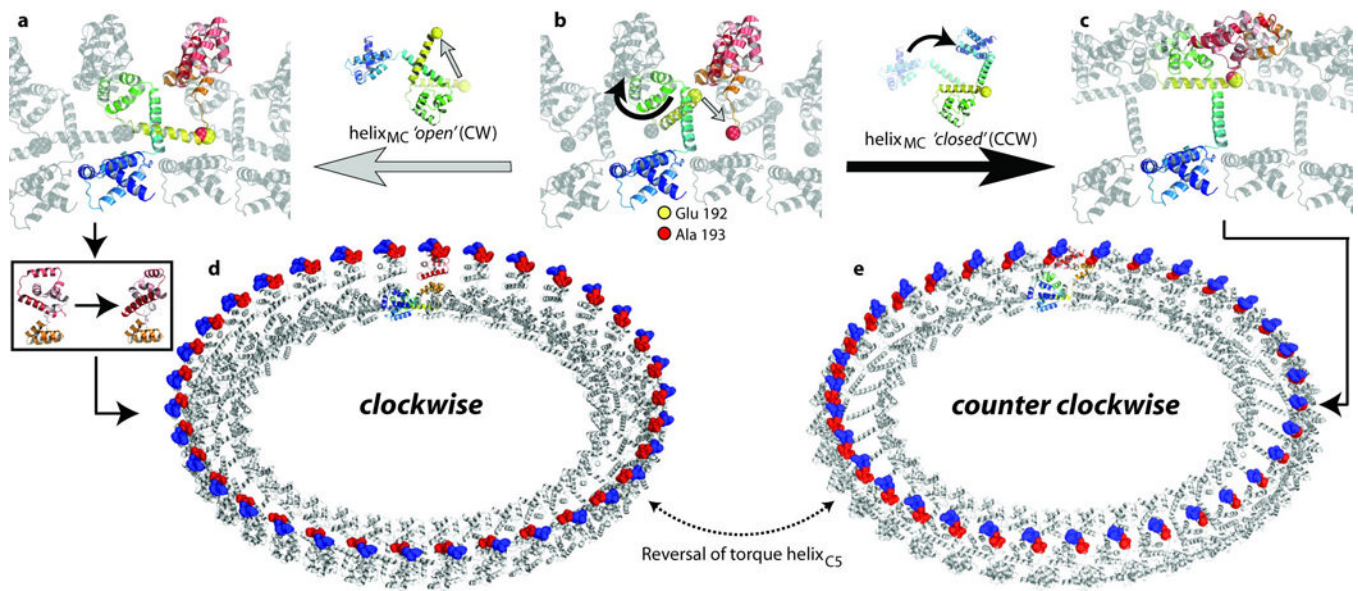 a
b
c
helixMC 'open' (CW)
helixMC 'closed' (CCW)
Glu 192
Ala 193
d
e
clockwise
counter clockwise
Reversal of torque helixC5